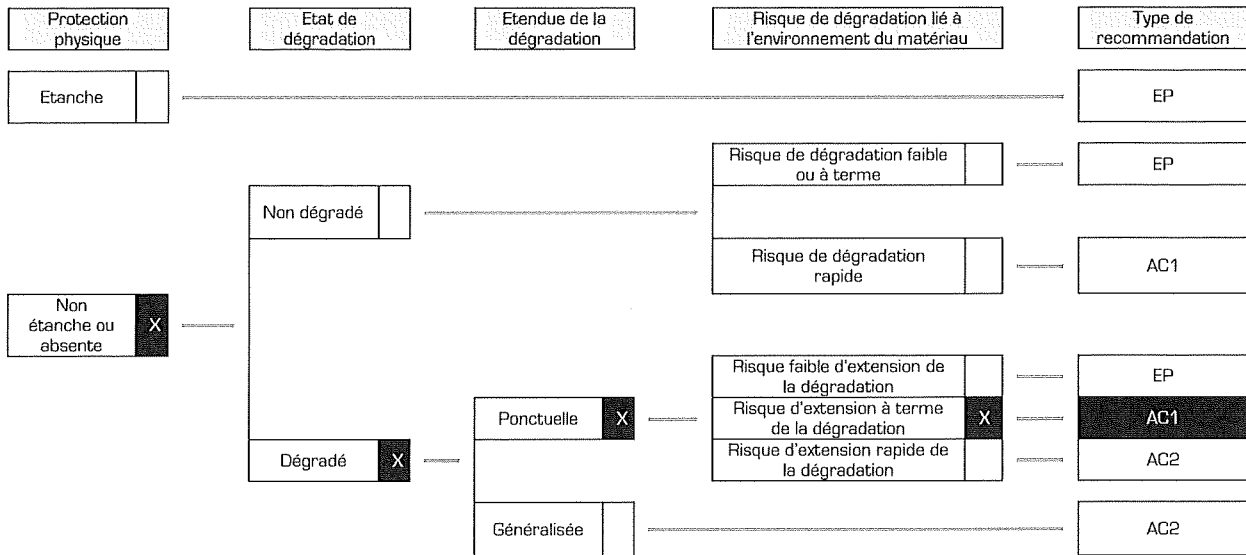 Protection
physique
Etat de
dégradation
Etendue de la
dégradation
Risque de dégradation lié à
l'environnement du matériau
Type de
recommandation
Etanche
EP
Risque de dégradation faible
ou à terme
EP
Non dégradé
Risque de dégradation
rapide
AC1
Non
étanche ou
absente
X
Risque faible d'extension de
la dégradation
EP
Ponctuelle
X
Risque d'extension à terme
de la dégradation
X
AC1
Dégradé
X
Risque d'extension rapide de
la dégradation
AC2
Généralisée
AC2